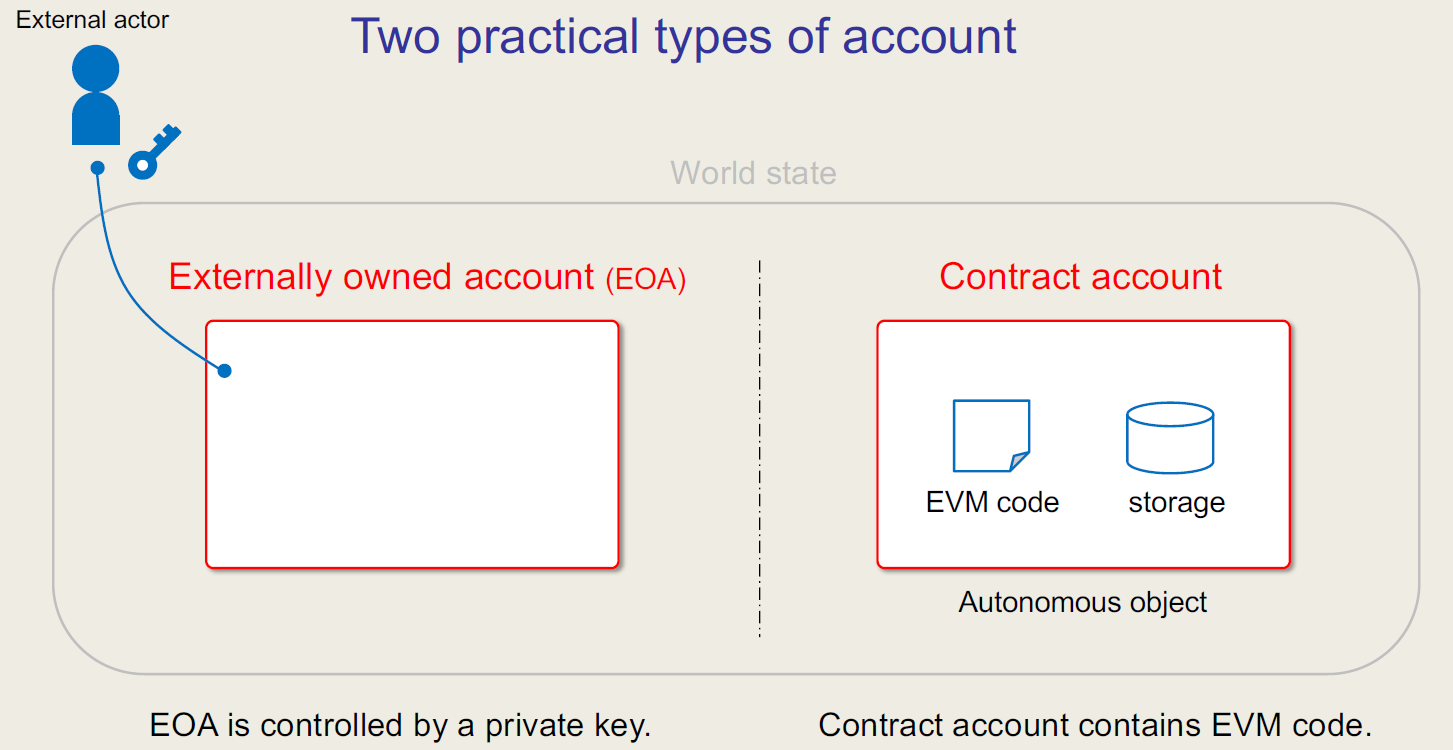 External actor
Two practical types of account
World state
Externally owned account (EOA)
Contract account
EVM code
storage
Autonomous object
EOA is controlled by a private key.
Contract account contains EVM code.